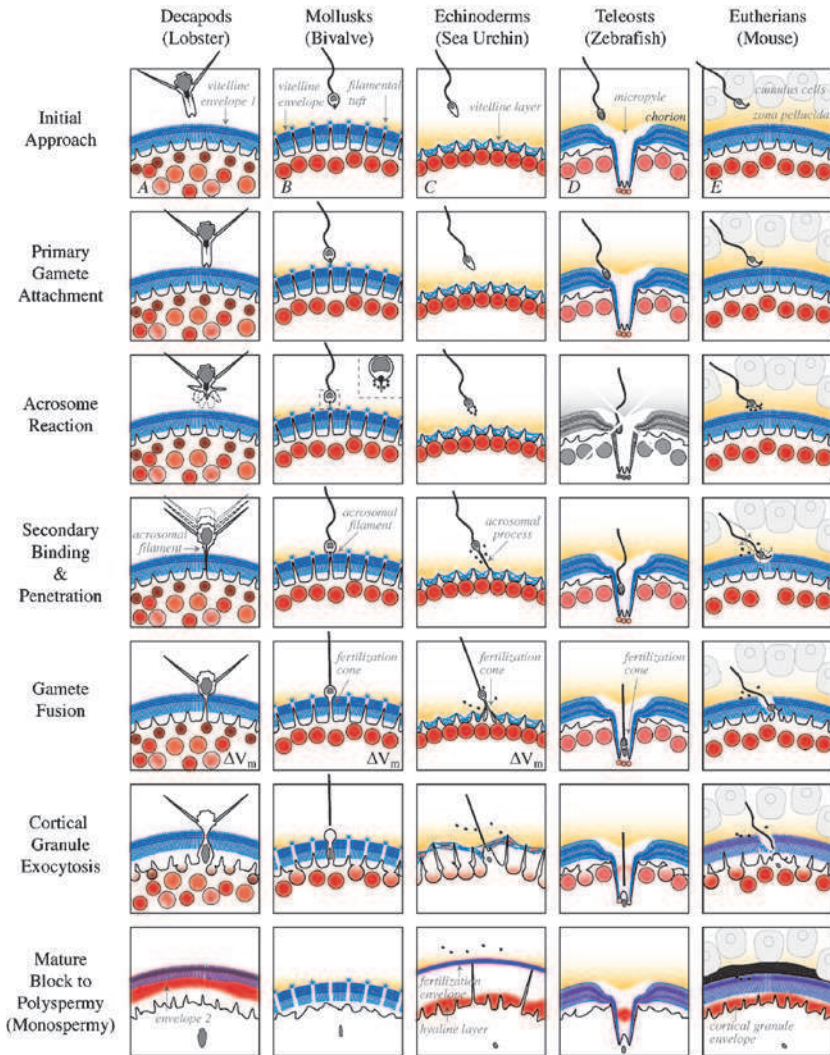 Decapods
(Lobster)
Mollusks
(Bivalve)
Echinoderms
(Sea Urchin)
Teleosts
(Zebrafish)
Eutherians
(Mouse)
Initial
Approach
vitelline
envelope 1
A
vitelline
envelope
filamental
tuft
B
vitelline layer
C
micropyle
chorion
D
cumulus cells
zona pellucida
E
Primary
Gamete
Attachment
Acrosome
Reaction
Secondary
Binding
&
Penetration
acrosomal
filament
acrosomal
filament
acrosomal
process
Gamete
Fusion
ΔVm
fertilization
cone
ΔVm
fertilization
cone
ΔVm
fertilization
cone
Cortical
Granule
Exocytosis
Mature
Block to
Polyspermy
(Monospermy)
envelope 2
fertilization
envelope
hyaline layer
cortical granule
envelope